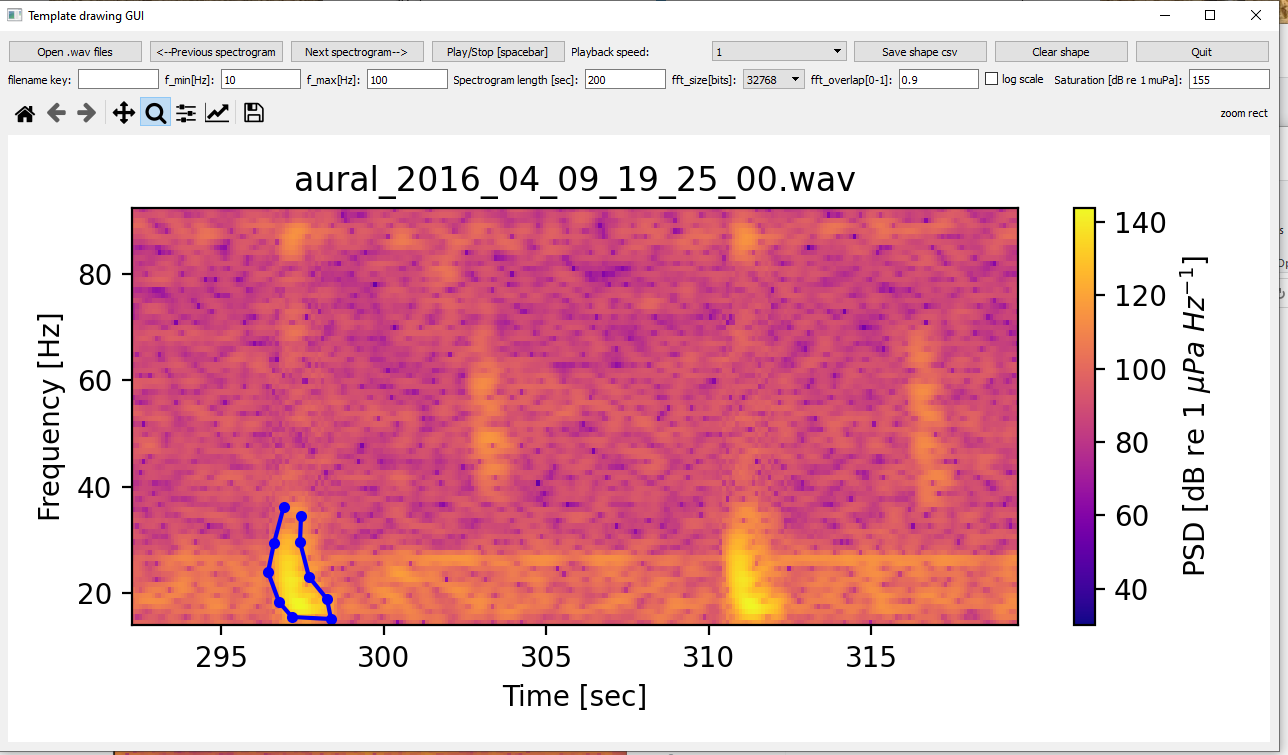 Template drawing GUI
Open .wav files <--Previous spectrogram Next spectrogram--> Play/Stop [spacebar] Playback speed: 1 Save shape csv Clear shape Quit
filename key: f_min[Hz]: 10 f_max[Hz]: 100 Spectrogram length [sec]: 200 fft_size[bits]: 32768 fft_overlap[0-1]: 0.9 log scale Saturation [dB re 1 muPa]: 155
zoom rect
aural_2016_04_09_19_25_00.wav
Frequency [Hz]
80
60
40
20
295 300 305 310 315
Time [sec]
140
120
100
80
60
40
PSD [dB re 1 µPa Hz⁻¹]